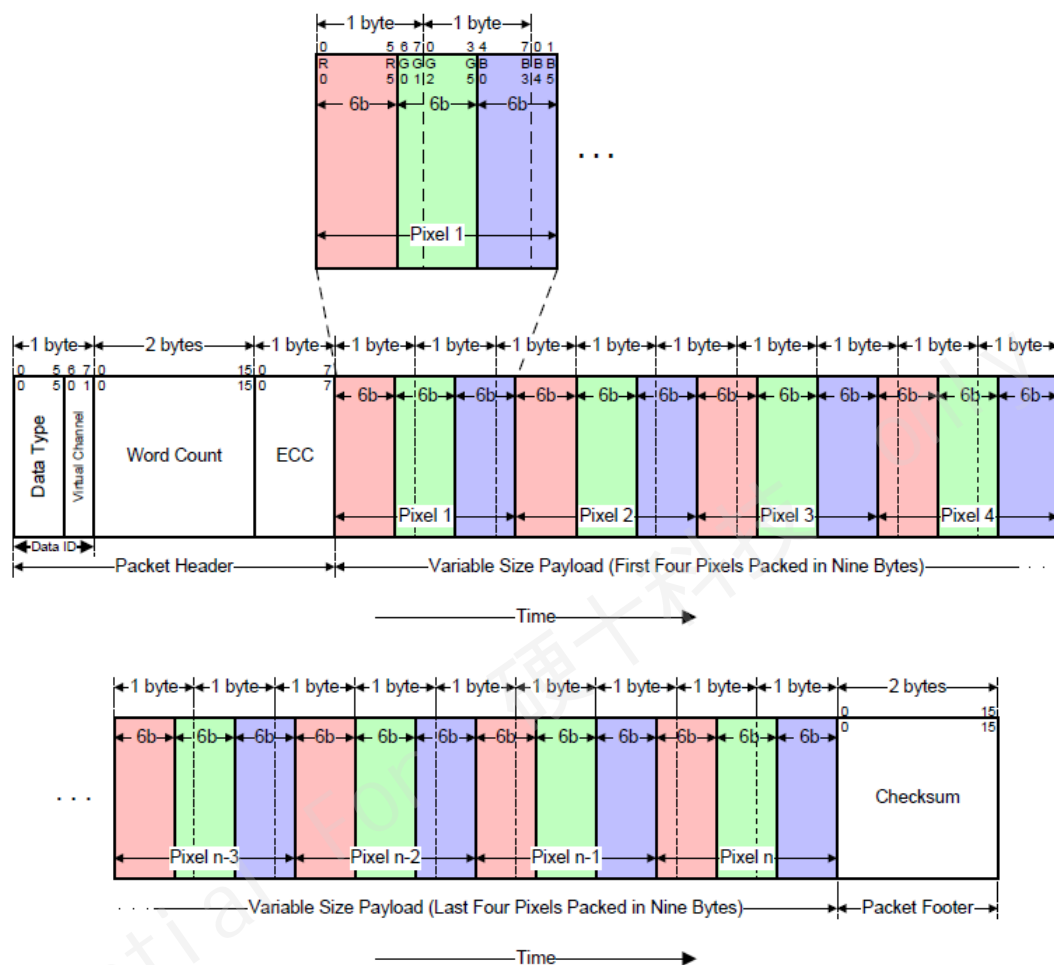 1 byte 1 byte
0 5 6 7 0 3 4 7 0 1
R R G G G G B B B B
0 5 0 1 2 5 0 3 4 5
6b 6b 6b
. . .
Pixel 1
1 byte 2 bytes 1 byte 1 byte 1 byte 1 byte 1 byte 1 byte 1 byte 1 byte 1 byte 1 byte
0 5 6 7 0 15 0 7
0 5 0 1 0 15 0 7
6b 6b 6b 6b 6b 6b 6b 6b 6b 6b 6b 6b
Data Type
Virtual Channel
Word Count
ECC
Pixel 1 Pixel 2 Pixel 3 Pixel 4
Data ID
Packet Header Variable Size Payload (First Four Pixels Packed in Nine Bytes) . . .
Time
1 byte 1 byte 1 byte 1 byte 1 byte 1 byte 1 byte 1 byte 1 byte 2 bytes
0 15
0 15
6b 6b 6b 6b 6b 6b 6b 6b 6b 6b 6b 6b
. . .
Checksum
Pixel n-3 Pixel n-2 Pixel n-1 Pixel n
. . . Variable Size Payload (Last Four Pixels Packed in Nine Bytes) Packet Footer
Time
tial For 硬十科技 only